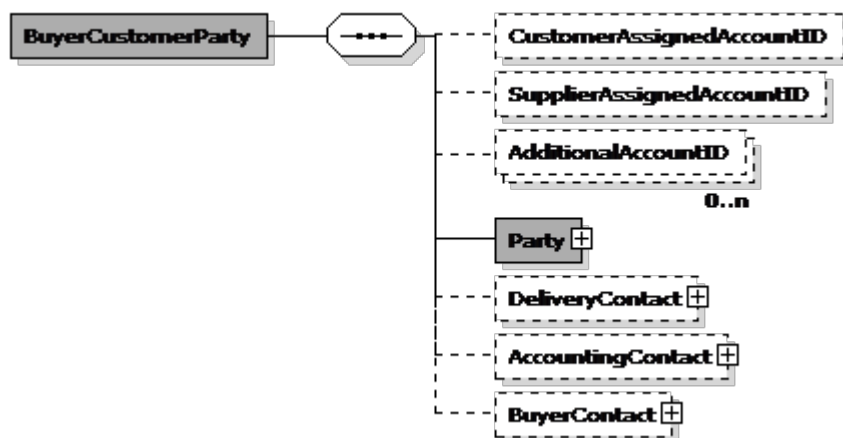 BuyerCustomerParty
CustomerAssignedAccountID
SupplierAssignedAccountID
AdditionalAccountID
0..n
Party
DeliveryContact
AccountingContact
BuyerContact